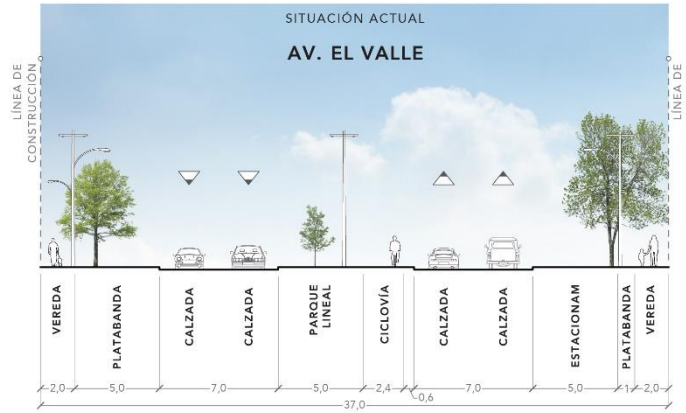 SITUACIÓN ACTUAL
AV. EL VALLE
LÍNEA DE
CONSTRUCCIÓN
LÍNEA DE
VEREDA
PLATABANDA
CALZADA
CALZADA
PARQUE
LINEAL
CICLOVÍA
CALZADA
CALZADA
ESTACIONAM
PLATABANDA
VEREDA
2,0
5,0
7,0
5,0
2,4
0,6
7,0
5,0
1
2,0
37,0